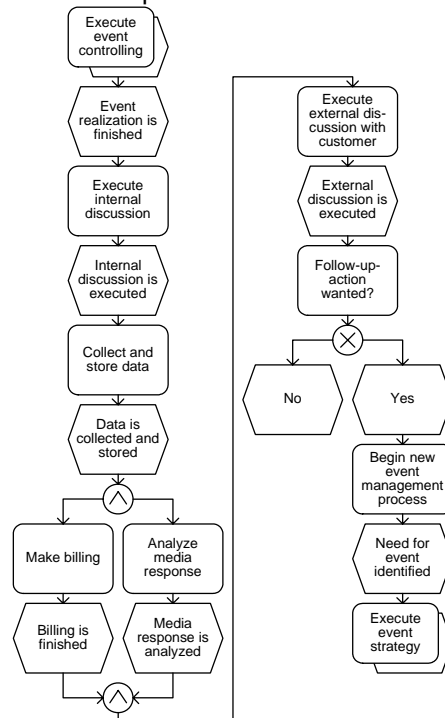 Execute
event
controlling
Event
realization is
finished
Execute
internal
discussion
Internal
discussion is
executed
Collect and
store data
Data is
collected and
stored
Make billing
Analyze
media
response
Billing is
finished
Media
response is
analyzed
Execute
external dis-
cussion with
customer
External
discussion is
executed
Follow-up-
action
wanted?
No
Yes
Begin new
event
management
process
Need for
event
identified
Execute
event
strategy